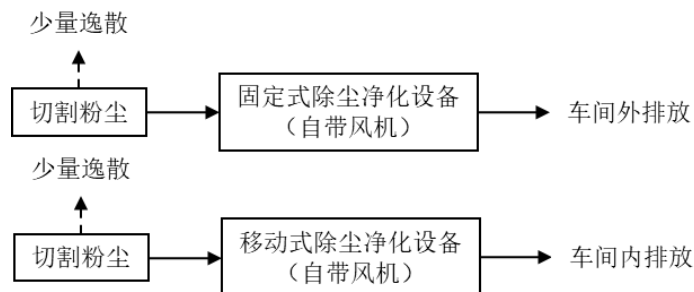 少量逸散
切割粉尘
固定式除尘净化设备
（自带风机）
车间外排放
少量逸散
切割粉尘
移动式除尘净化设备
（自带风机）
车间内排放